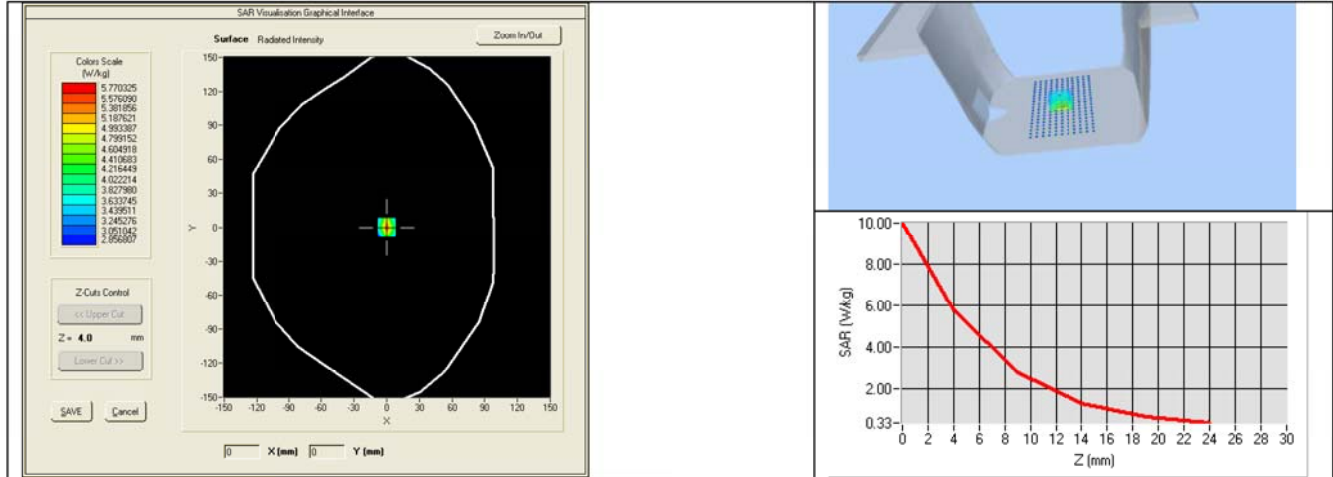 SAR Visualisation Graphical Interface
Surface Radiated Intensity
Zoom In/Out
Colors Scale
(W/kg)
5.770325
5.576090
5.381856
5.187621
4.993387
4.799152
4.604918
4.410683
4.216449
4.022214
3.827980
3.633745
3.439511
3.245276
3.051042
2.856807
Y
150
120
90
60
30
0
-30
-60
-90
-120
-150
-150 -120 -90 -60 -30 0 30 60 90 120 150
X
Z-Cuts Control
<< Upper Cut
Z = 4.0 mm
Lower Cut >>
SAVE Cancel
0 X (mm) 0 Y (mm)
SAR (W/kg)
10.00
8.00
6.00
4.00
2.00
0.33
0 2 4 6 8 10 12 14 16 18 20 22 24 26 28 30
Z (mm)